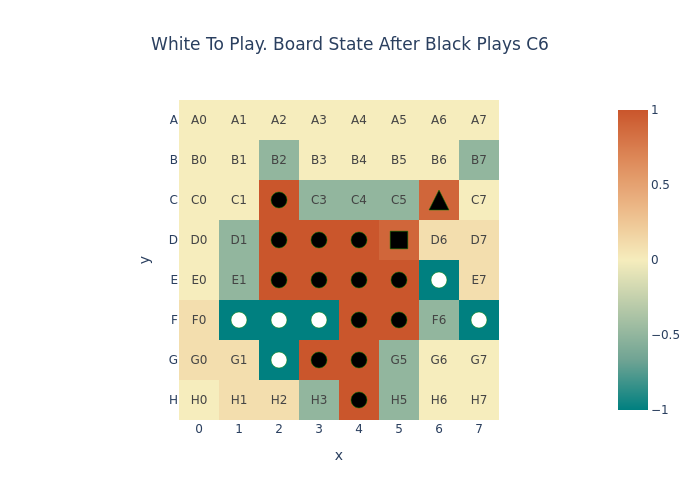 White To Play. Board State After Black Plays C6
A A0 A1 A2 A3 A4 A5 A6 A7
B B0 B1 B2 B3 B4 B5 B6 B7
C C0 C1 C3 C4 C5 C7
D D0 D1 D6 D7
E E0 E1 E7
F F0 F6
G G0 G1 G5 G6 G7
H H0 H1 H2 H3 H5 H6 H7
0 1 2 3 4 5 6 7
x
y
1
0.5
0
−0.5
−1